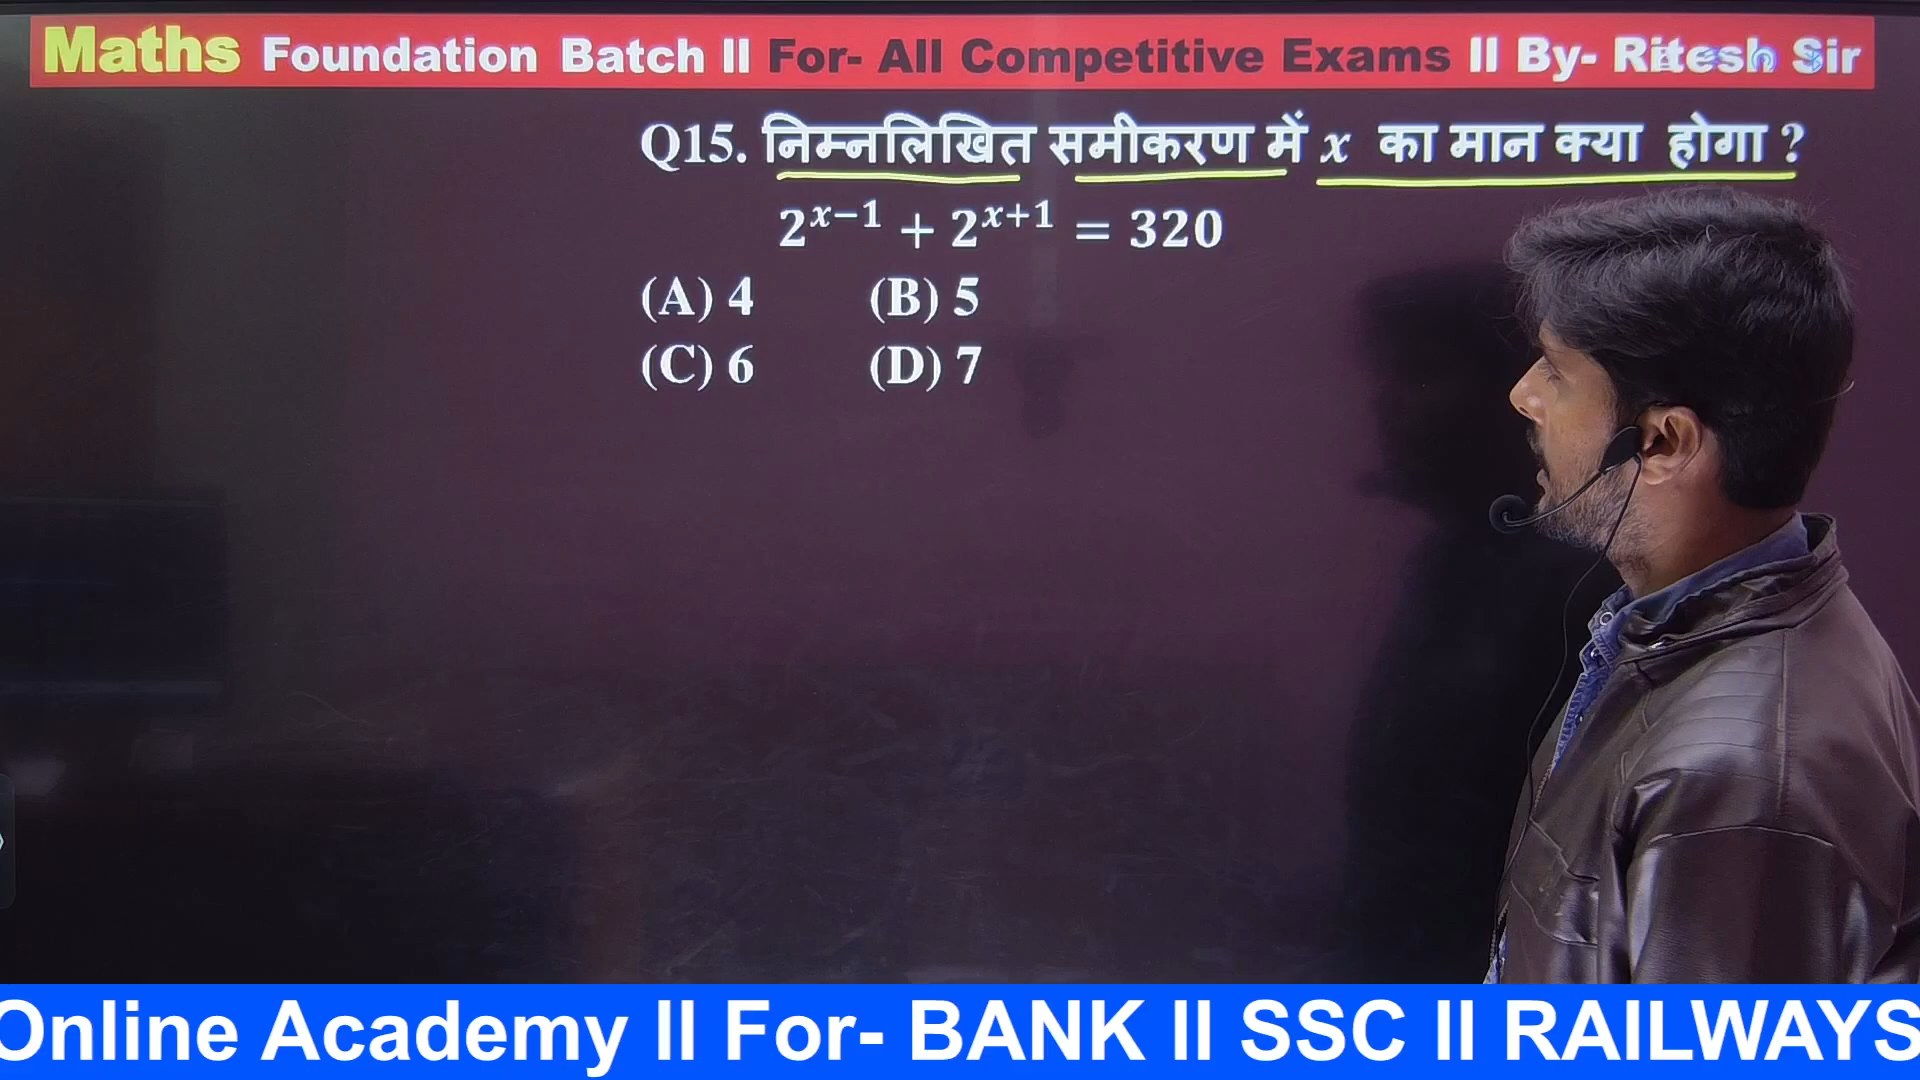 Maths Foundation Batch II For- All Competitive Exams II By- Ritesh Sir
Q15. निम्नलिखित समीकरण में x का मान क्या होगा ?
2^{x-1} + 2^{x+1} = 320
(A) 4 (B) 5
(C) 6 (D) 7
Online Academy II For- BANK II SSC II RAILWAYS